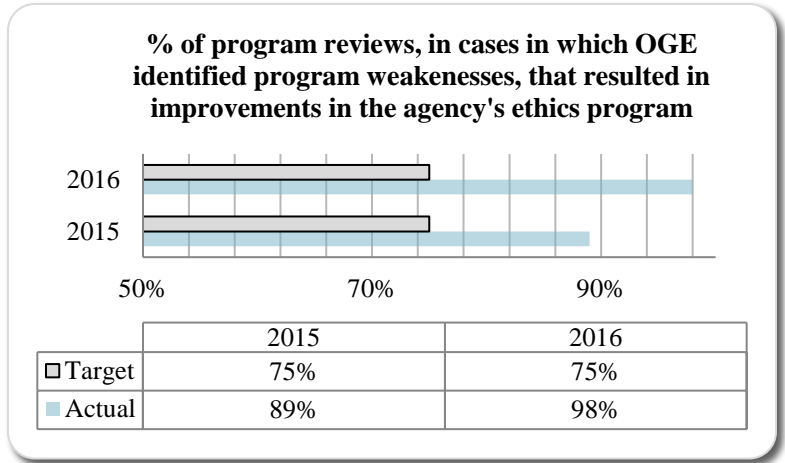 % of program reviews, in cases in which OGE
identified program weakenesses, that resulted in
improvements in the agency's ethics program
2016
2015
50% 70% 90%
2015 2016
Target 75% 75%
Actual 89% 98%